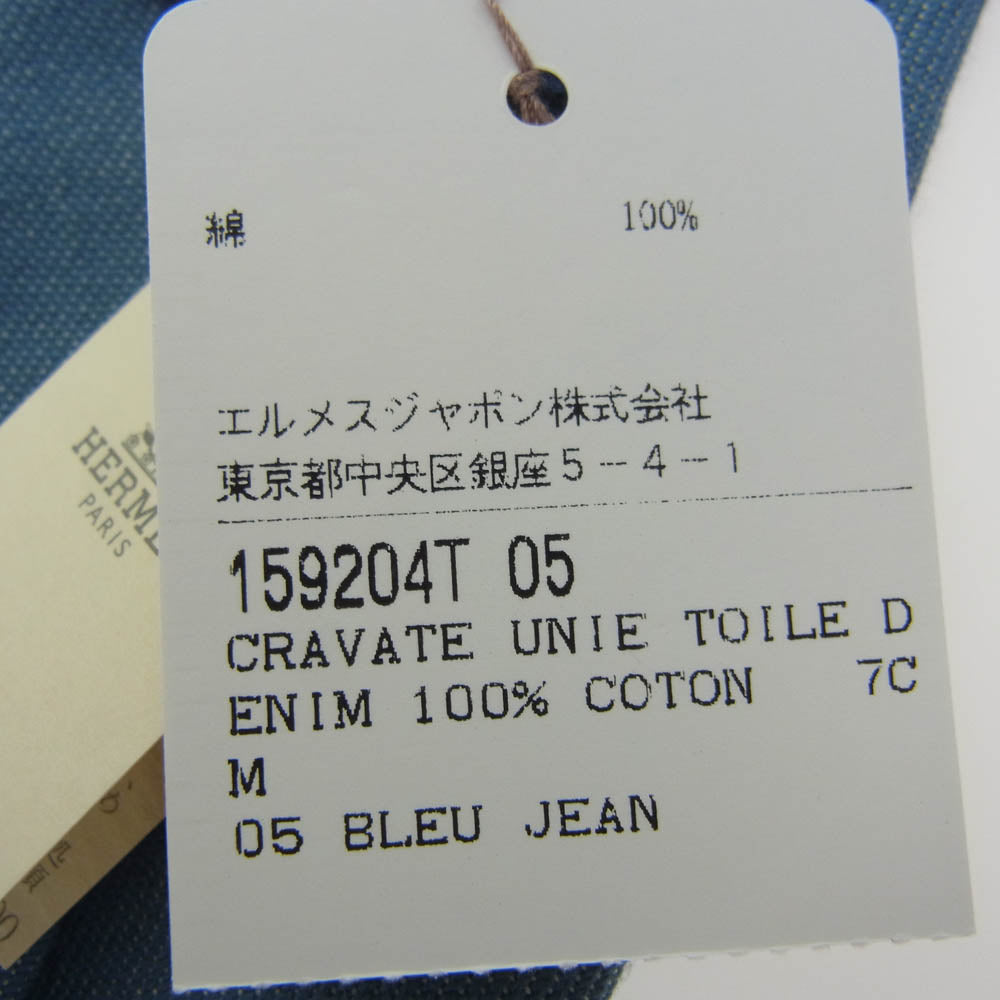 綿 100%
エルメスジャポン株式会社
東京都中央区銀座5-4-1
159204T 05
CRAVATE UNIE TOILE D
ENIM 100% COTON 7C
M
05 BLEU JEAN
HERMÈS
PARIS